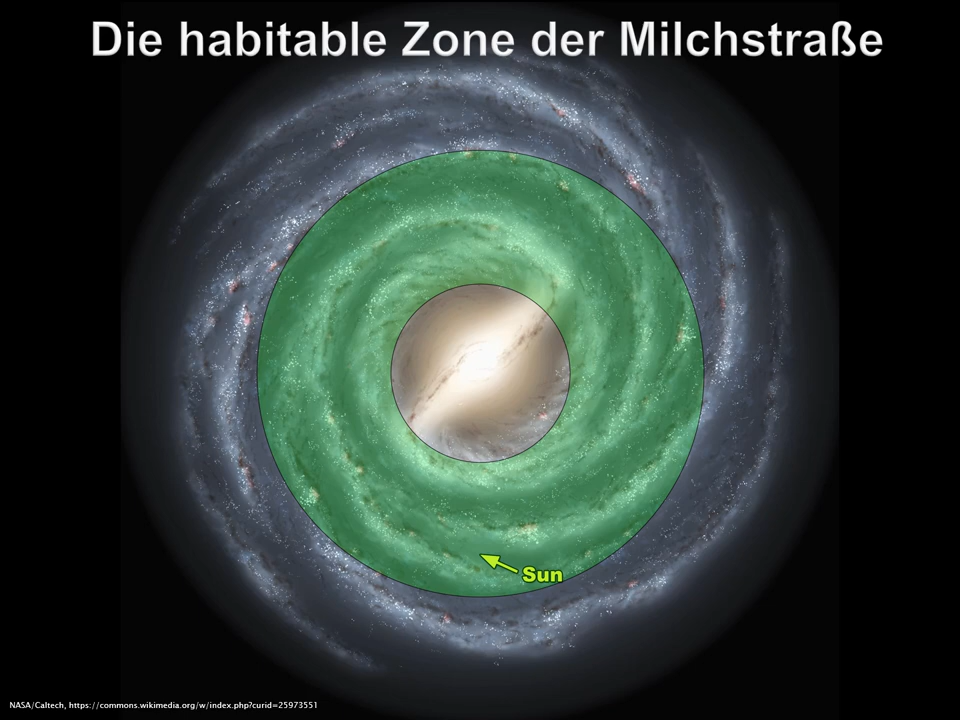 Die habitable Zone der Milchstraße
Sun
NASA/Caltech, https://commons.wikimedia.org/w/index.php?curid=25973551